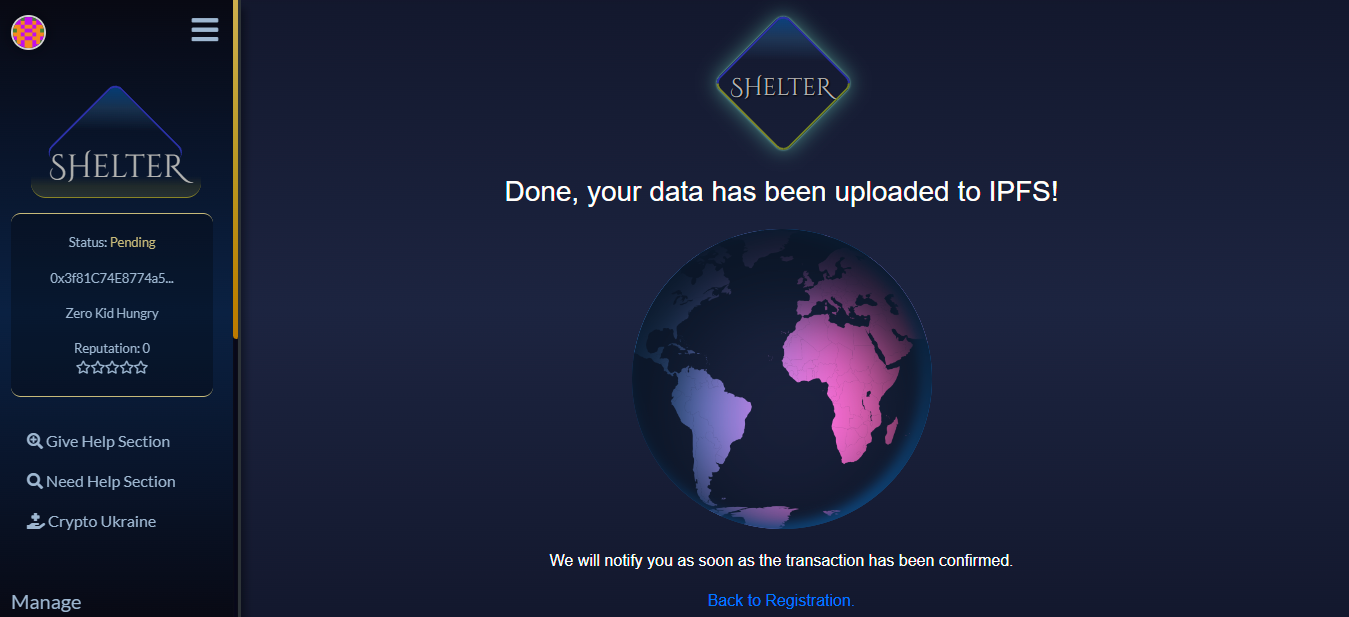 SHELTER
Status: Pending
0x3f81C74E8774a5...
Zero Kid Hungry
Reputation: 0
Give Help Section
Need Help Section
Crypto Ukraine
Manage
SHELTER
Done, your data has been uploaded to IPFS!
We will notify you as soon as the transaction has been confirmed.
Back to Registration.